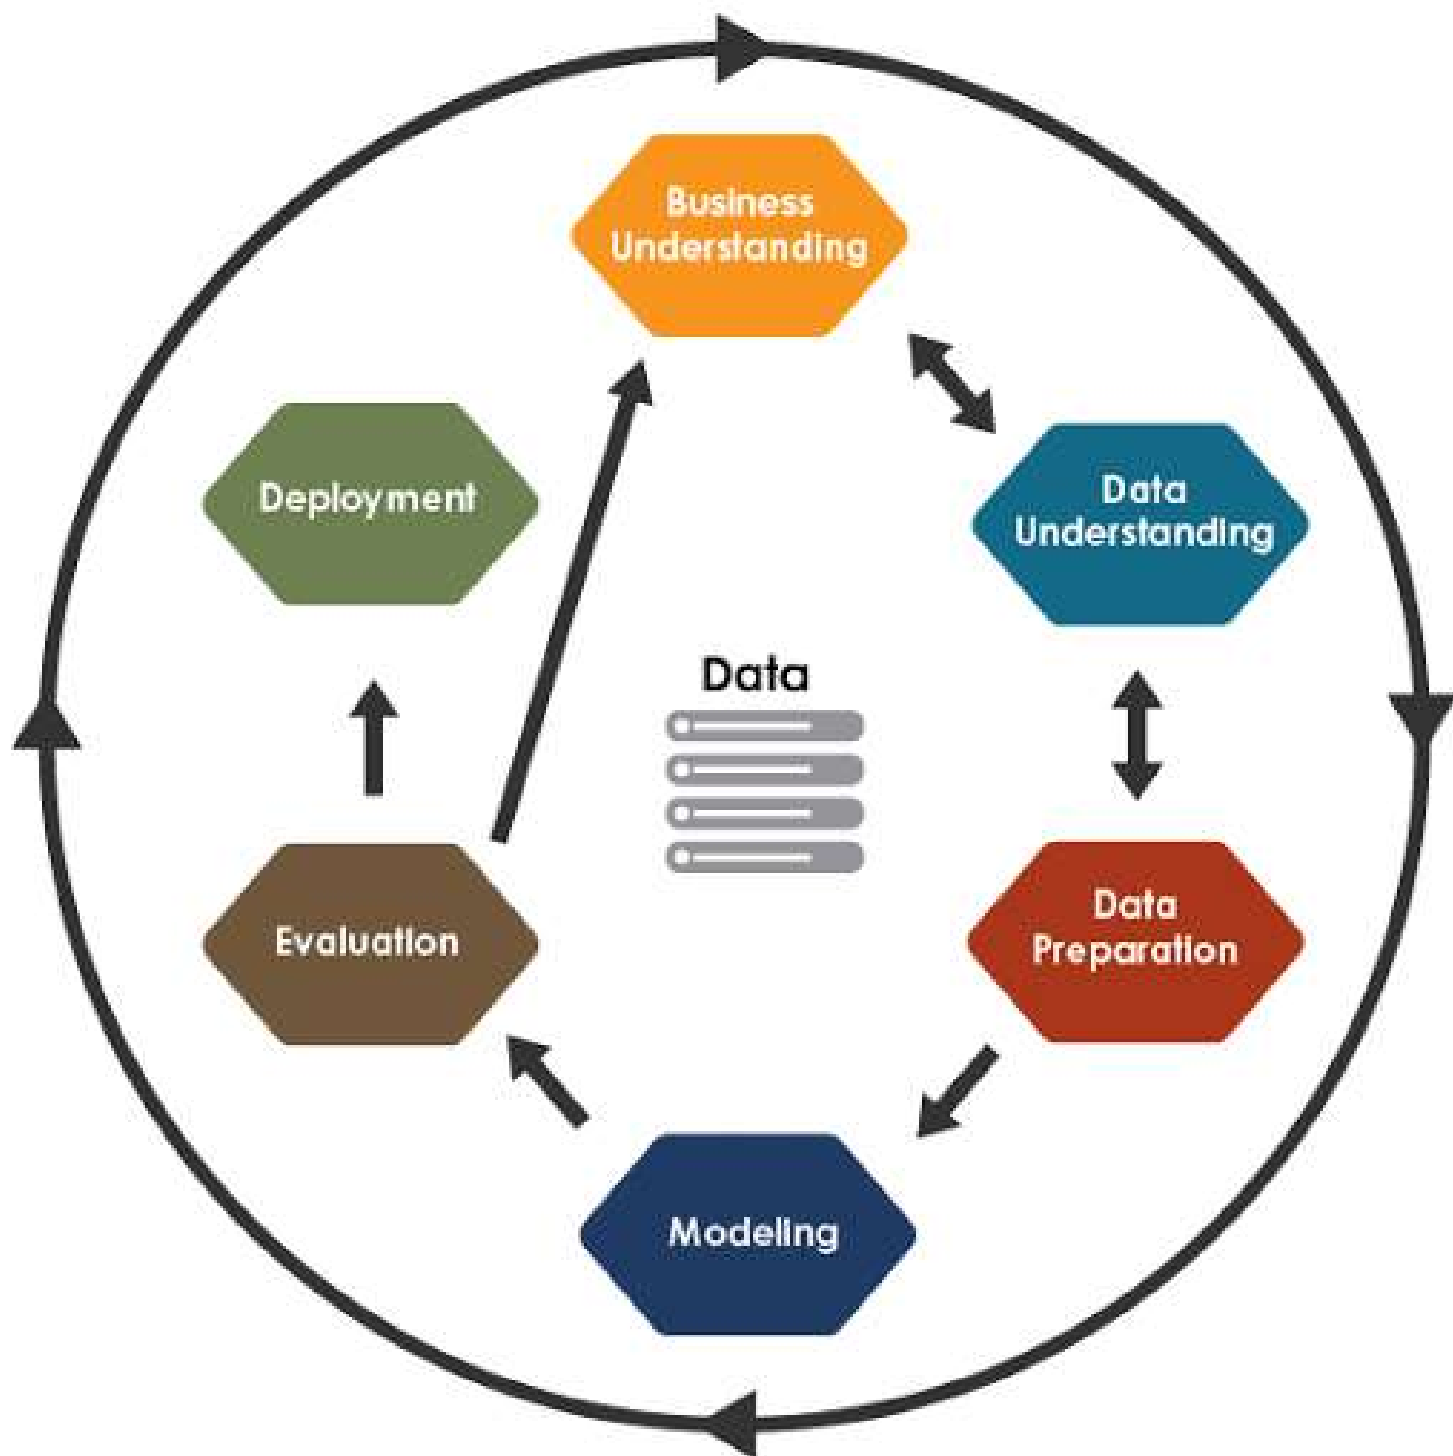 Business
Understanding
Data
Understanding
Data
Preparation
Modeling
Evaluation
Deployment
Data